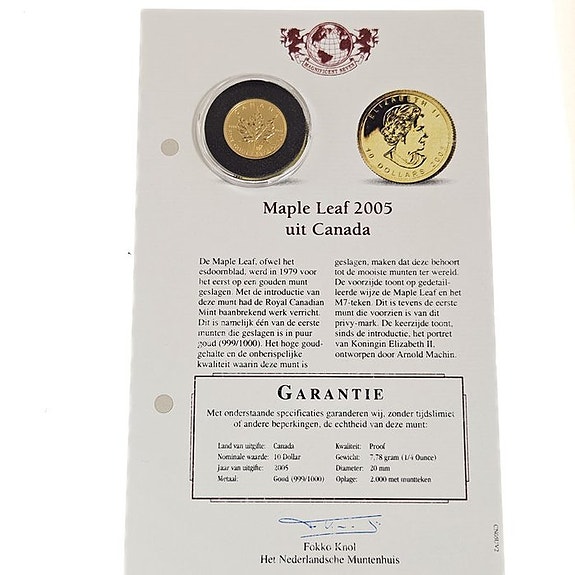 MAGNIFICENT SEVEN
CANADA
ELIZABETH II
10 DOLLARS 2005
Maple Leaf 2005
uit Canada
De Maple Leaf, ofwel het
esdoornblad, werd in 1979 voor
het eerst op een gouden munt
geslagen. Met de introductie van
deze munt had de Royal Canadian
Mint baanbrekend werk verricht.
Dit is namelijk één van de eerste
munten die geslagen is in puur
goud (999/1000). Het hoge goud-
gehalte en de onberispelijke
kwaliteit waarin deze munt is
geslagen, maken dat deze behoort
tot de mooiste munten ter wereld.
De voorzijde toont op gedetail-
leerde wijze de Maple Leaf en het
M7-teken. Dit is tevens de eerste
munt die voorzien is van dit
privy-mark. De keerzijde toont,
sinds de introductie, het portret
van Koningin Elizabeth II,
ontworpen door Arnold Machin.
GARANTIE
Met onderstaande specificaties garanderen wij, zonder tijdslimiet
of andere beperkingen, de echtheid van deze munt:
Land van uitgifte: Canada
Nominale waarde: 10 Dollar
Jaar van uitgifte: 2005
Metaal: Goud (999/1000)
Kwaliteit: Proof
Gewicht: 7,78 gram (1/4 Ounce)
Diameter: 20 mm
Oplage: 2.000 met muntteken
Fokko Knol
Het Nederlandsche Muntenhuis